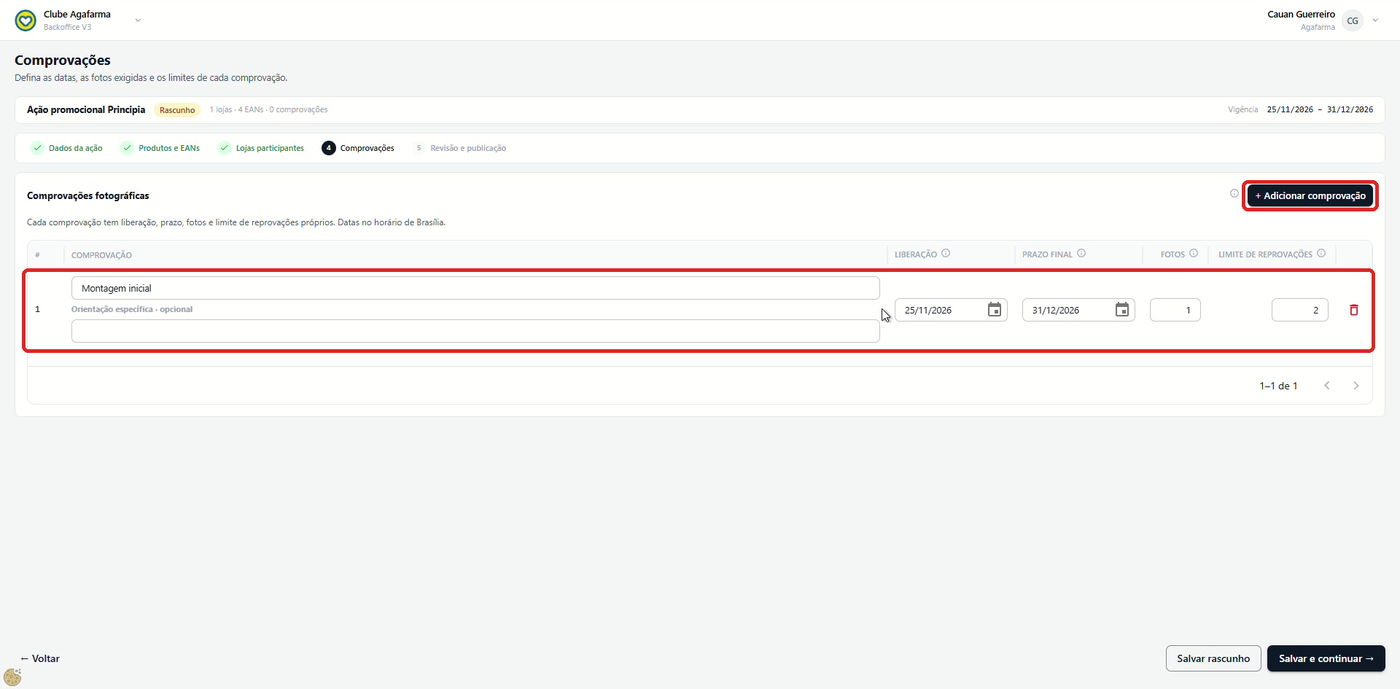 Clube Agafarma
Backoffice V3
Cauan Guerreiro
Agafarma
CG
Comprovações
Defina as datas, as fotos exigidas e os limites de cada comprovação.
Ação promocional Principia
Rascunho
1 lojas · 4 EANs · 0 comprovações
Vigência 25/11/2026 – 31/12/2026
Dados da ação
Produtos e EANs
Lojas participantes
4 Comprovações
5 Revisão e publicação
Comprovações fotográficas
+ Adicionar comprovação
Cada comprovação tem liberação, prazo, fotos e limite de reprovações próprios. Datas no horário de Brasília.
# COMPROVAÇÃO LIBERAÇÃO PRAZO FINAL FOTOS LIMITE DE REPROVAÇÕES
Montagem inicial
1 Orientação específica · opcional 25/11/2026 31/12/2026 1 2
1–1 de 1
← Voltar
Salvar rascunho
Salvar e continuar →